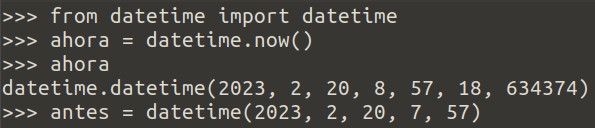 >>> from datetime import datetime
>>> ahora = datetime.now()
>>> ahora
datetime.datetime(2023, 2, 20, 8, 57, 18, 634374)
>>> antes = datetime(2023, 2, 20, 7, 57)